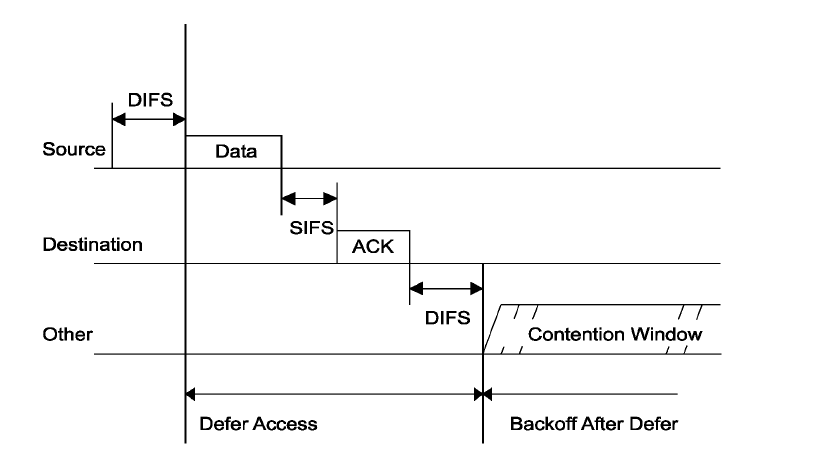 DIFS
Source
Data
SIFS
Destination
ACK
DIFS
Other
Contention Window
Defer Access
Backoff After Defer